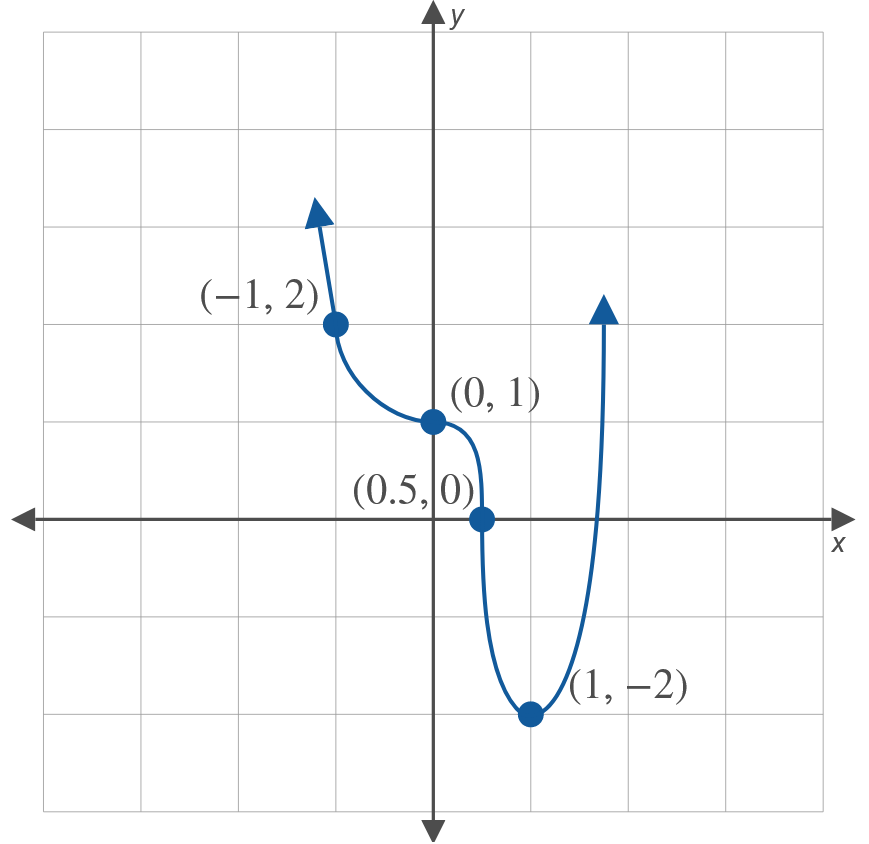 y
(−1, 2)
(0, 1)
(0.5, 0)
x
(1, −2)